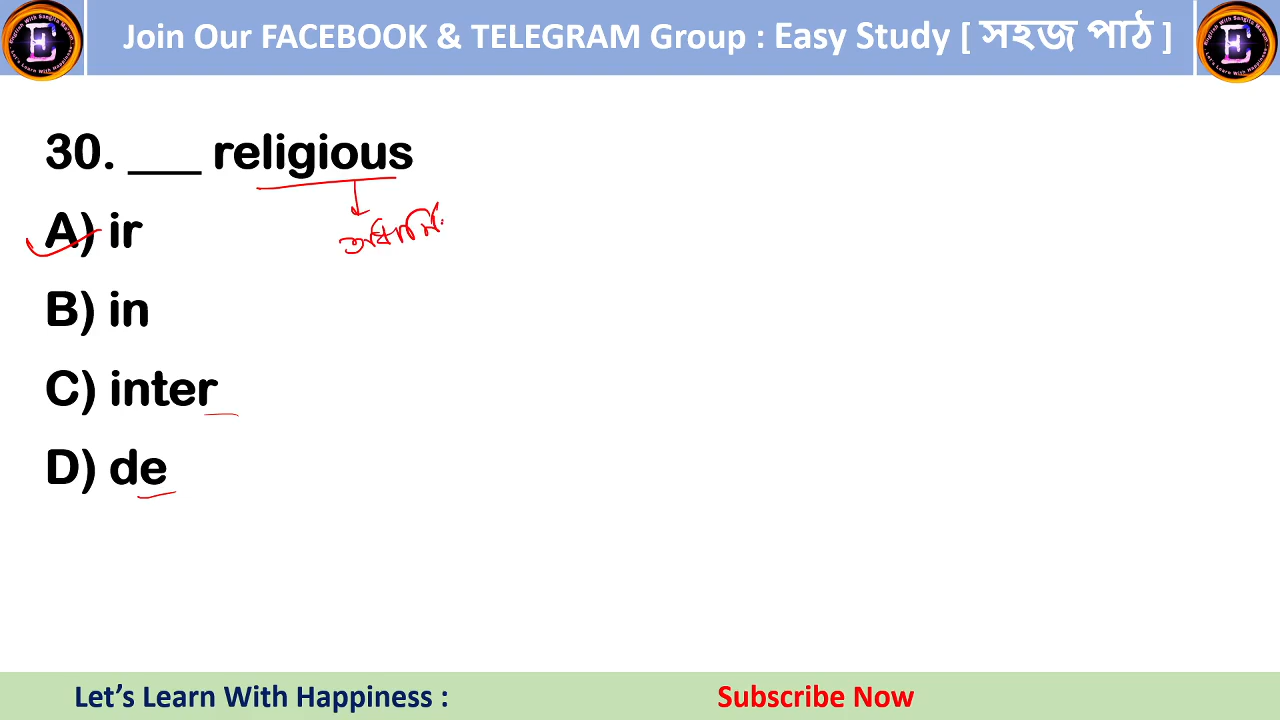 Join Our FACEBOOK & TELEGRAM Group : Easy Study [ সহজ পাঠ ]
30. ___ religious
A) ir
B) in
C) inter
D) de
Let’s Learn With Happiness :
Subscribe Now